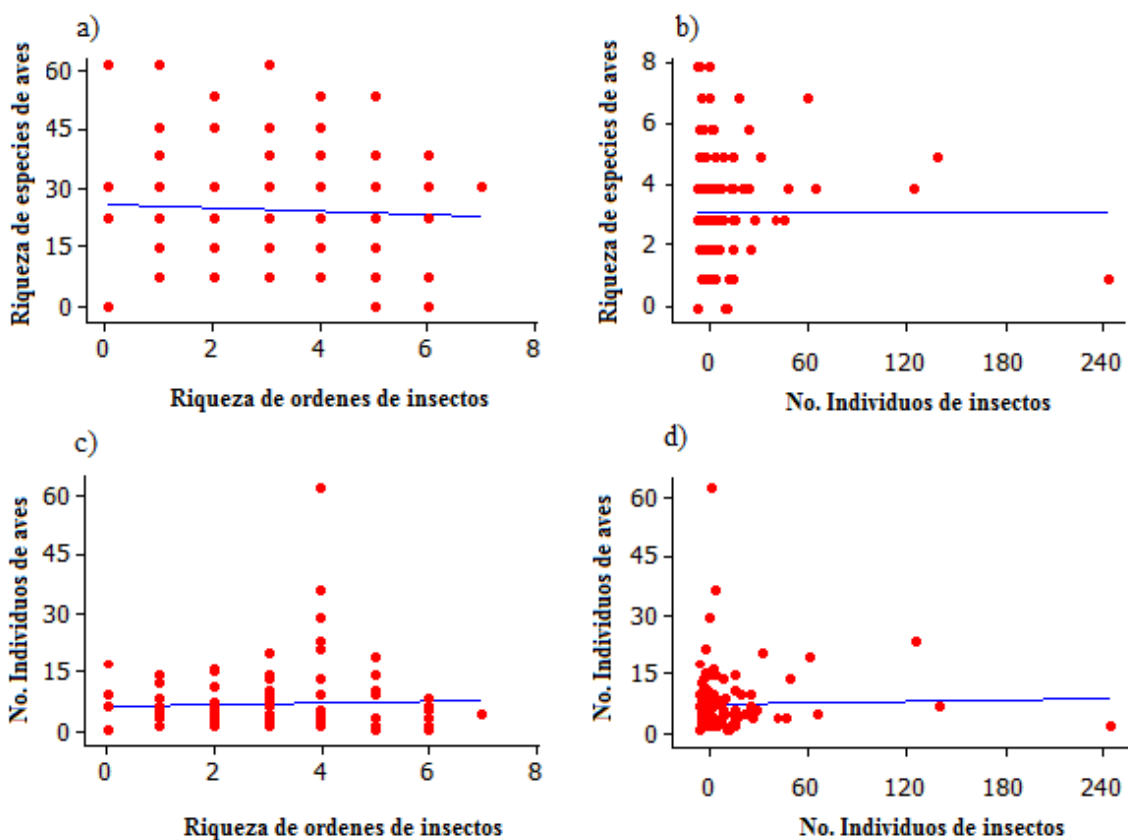 a)
Riqueza de especies de aves
60
45
30
15
0
0 2 4 6 8
Riqueza de ordenes de insectos
b)
Riqueza de especies de aves
8
6
4
2
0
0 60 120 180 240
No. Individuos de insectos
c)
No. Individuos de aves
60
45
30
15
0
0 2 4 6 8
Riqueza de ordenes de insectos
d)
No. Individuos de aves
60
45
30
15
0
0 60 120 180 240
No. Individuos de insectos